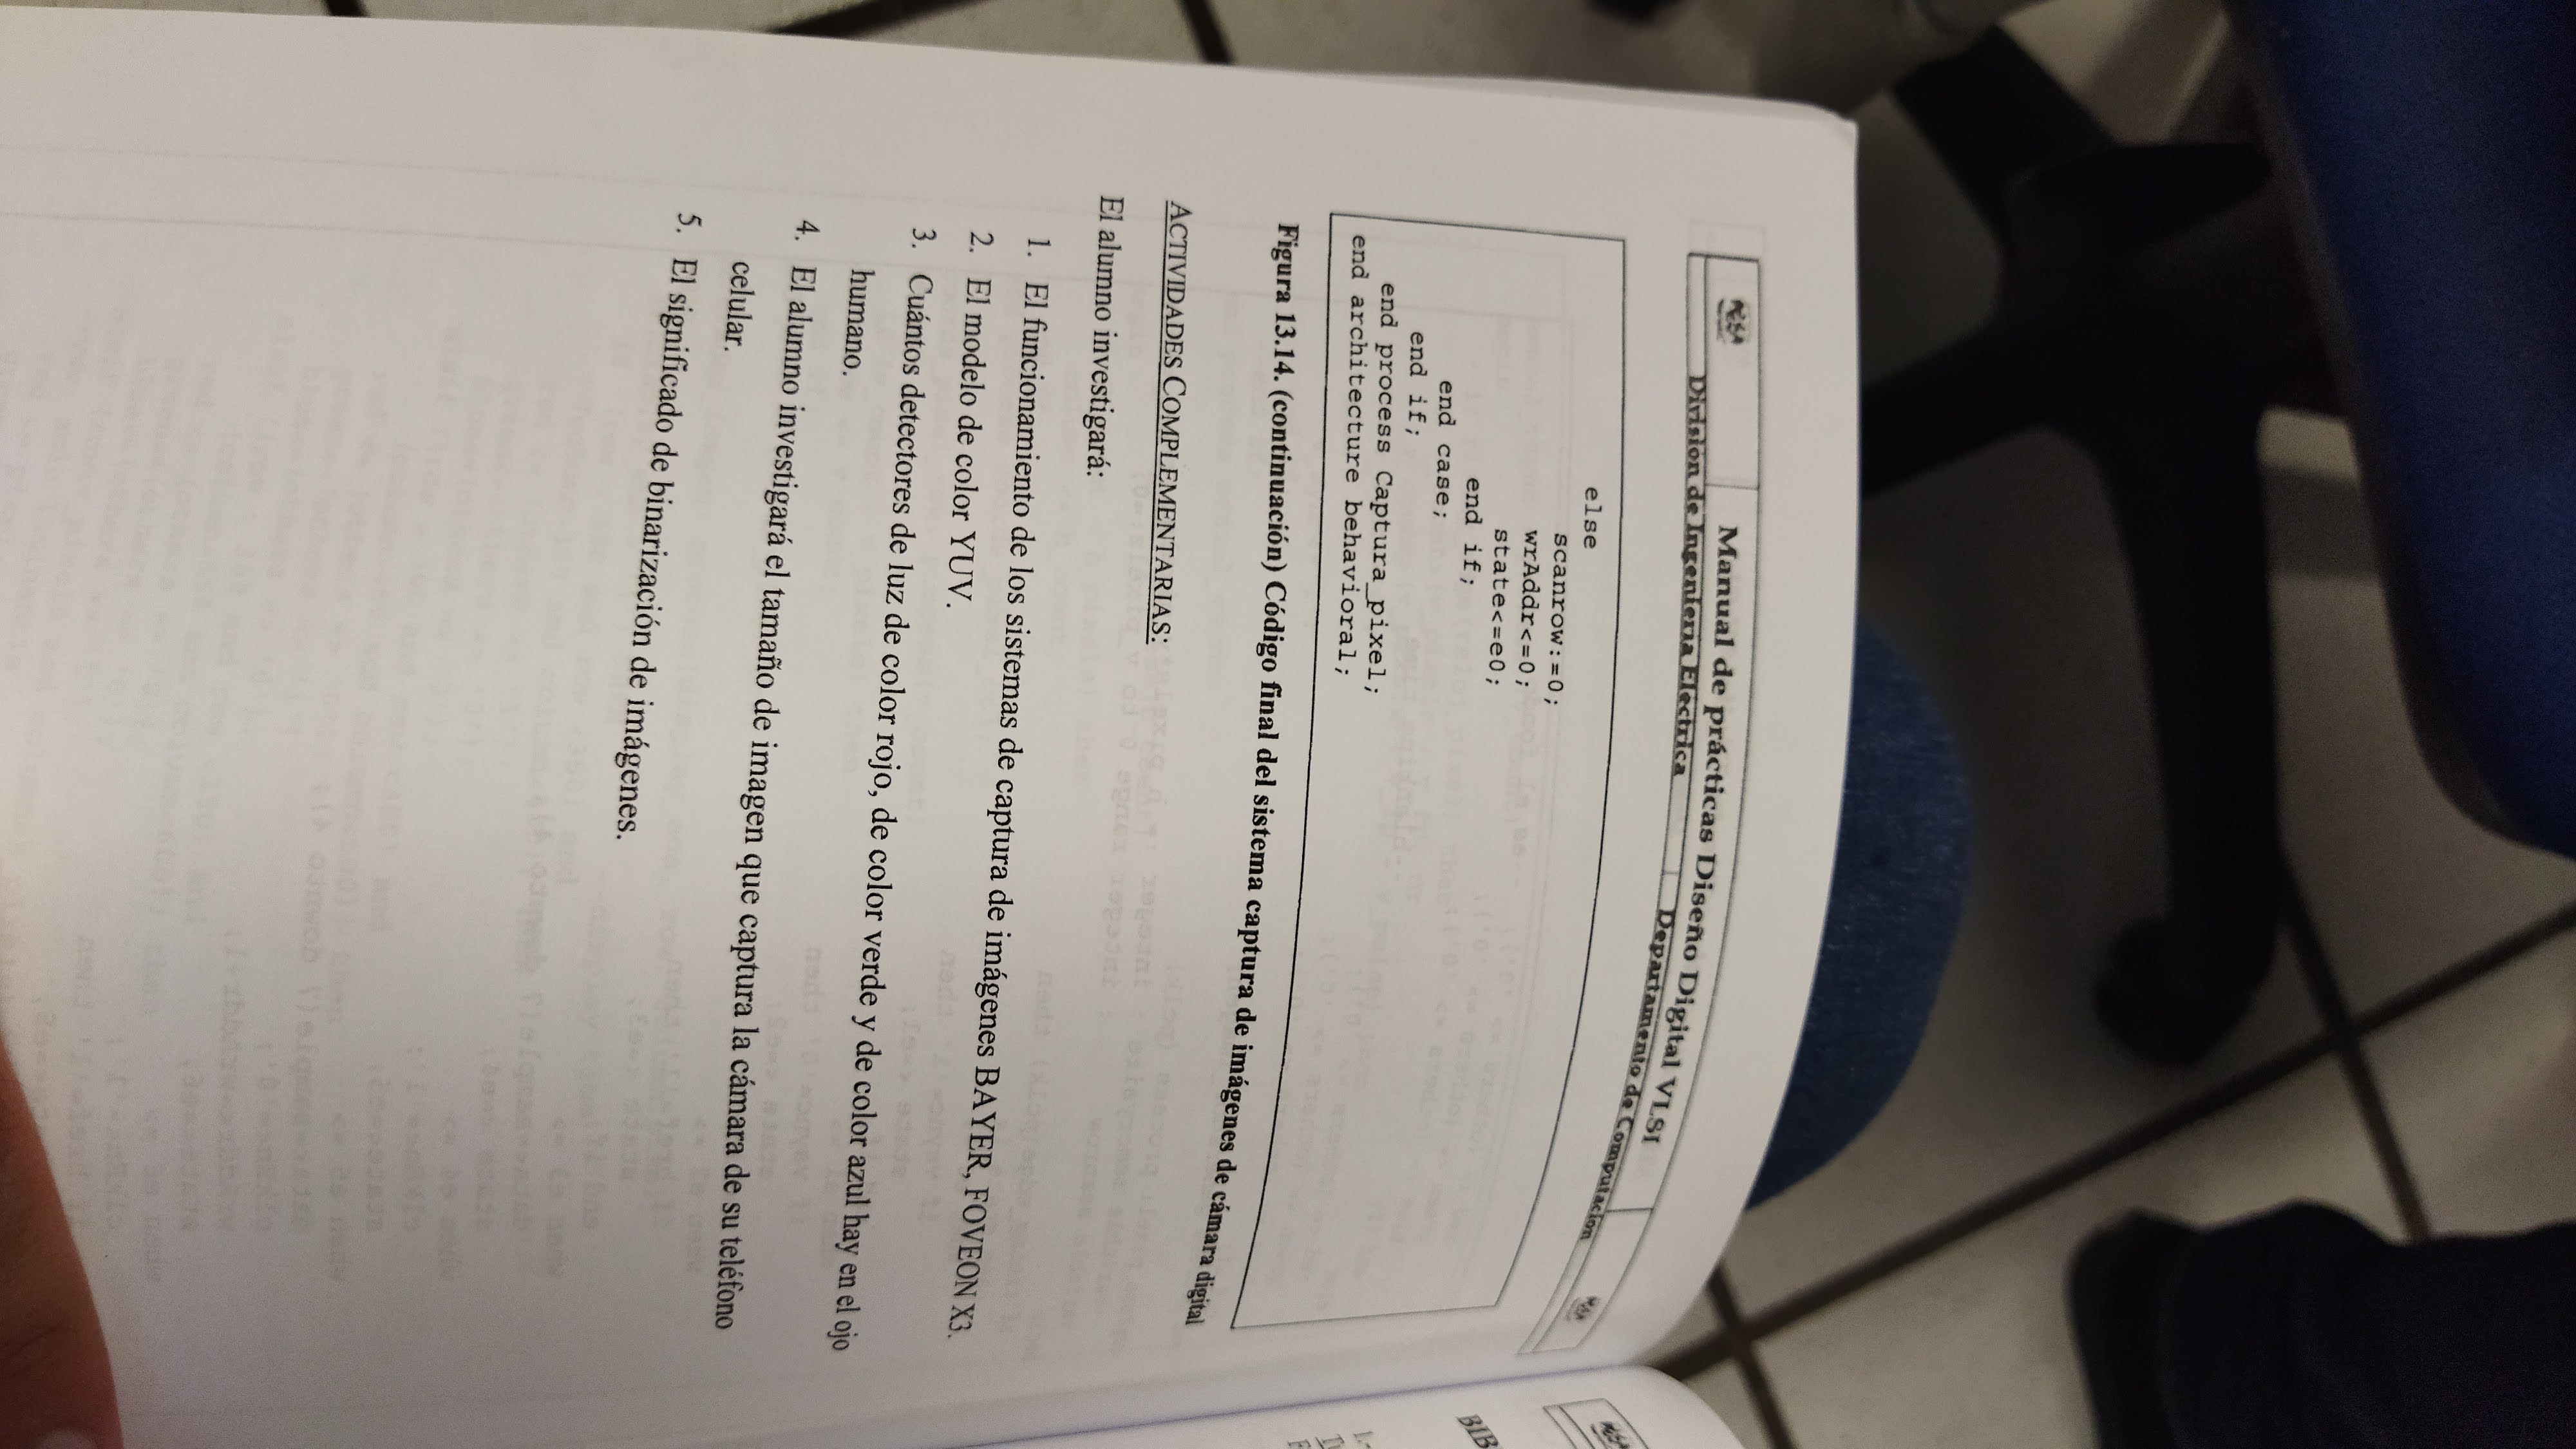 Manual de prácticas Diseño Digital VLSI
División de Ingeniería Eléctrica
Departamento de Computación
else
scanrow:=0;
wrAddr<=0;
state<=e0;
end if;
end case;
end if;
end process Captura_pixel;
end architecture behavioral;
Figura 13.14. (continuación) Código final del sistema captura de imágenes de cámara digital
ACTIVIDADES COMPLEMENTARIAS:
El alumno investigará:
1. El funcionamiento de los sistemas de captura de imágenes BAYER, FOVEON X3.
2. El modelo de color YUV.
3. Cuántos detectores de luz de color rojo, de color verde y de color azul hay en el ojo
humano.
4. El alumno investigará el tamaño de imagen que captura la cámara de su teléfono
celular.
5. El significado de binarización de imágenes.
BIB